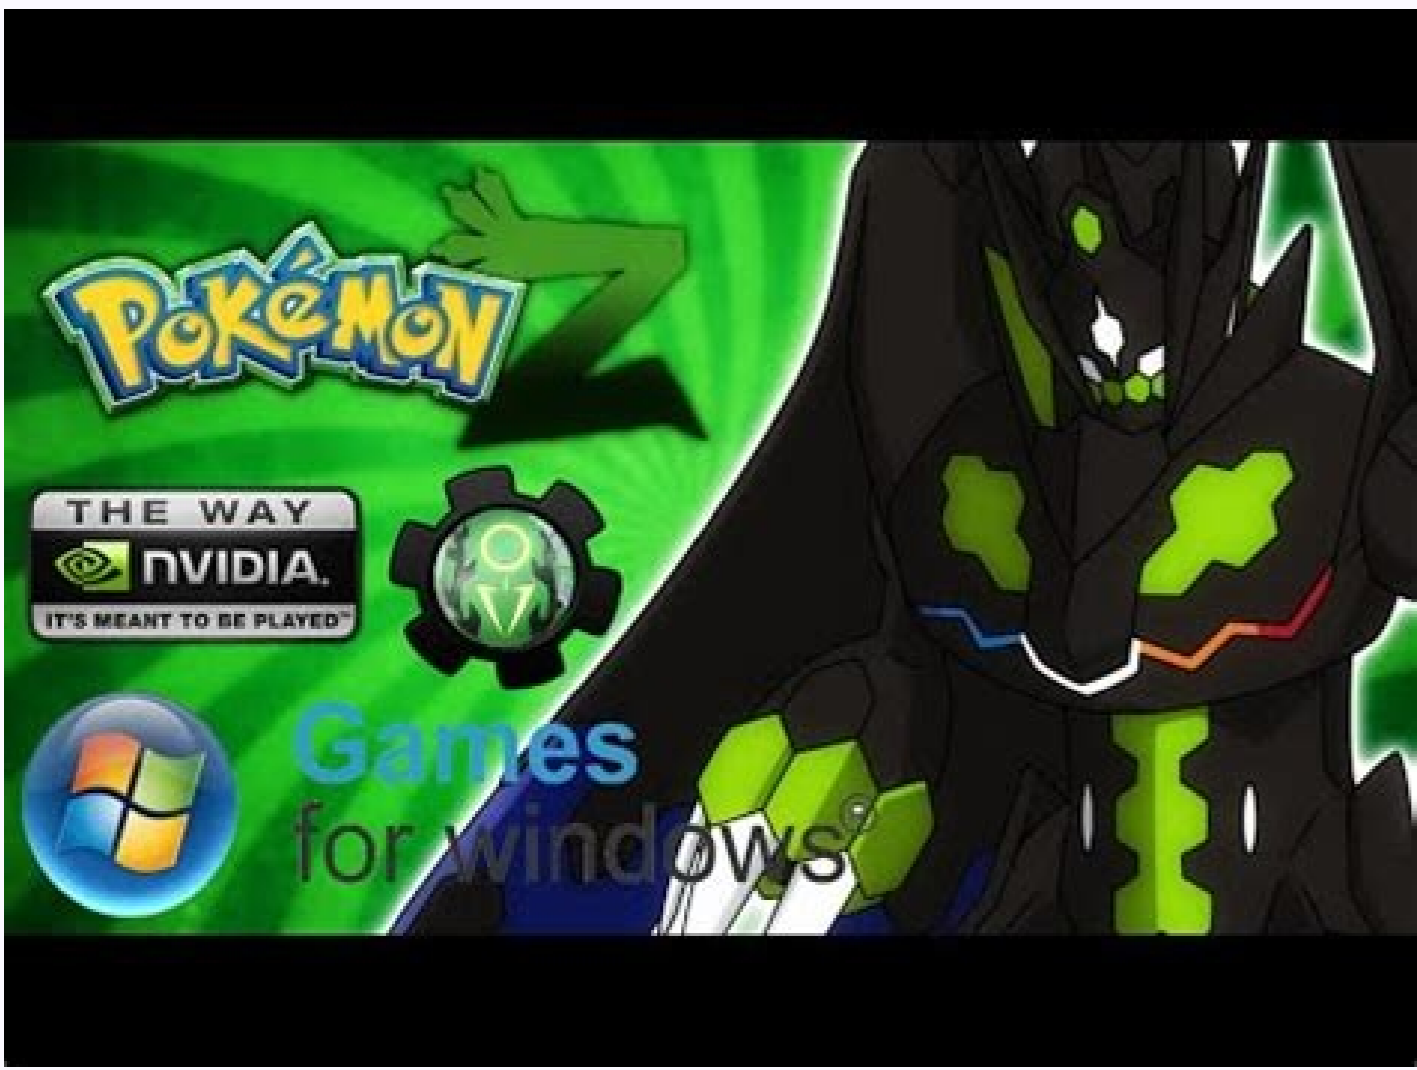 POKéMON Z
THE WAY
NVIDIA.
IT'S MEANT TO BE PLAYED™
Games
for windows®